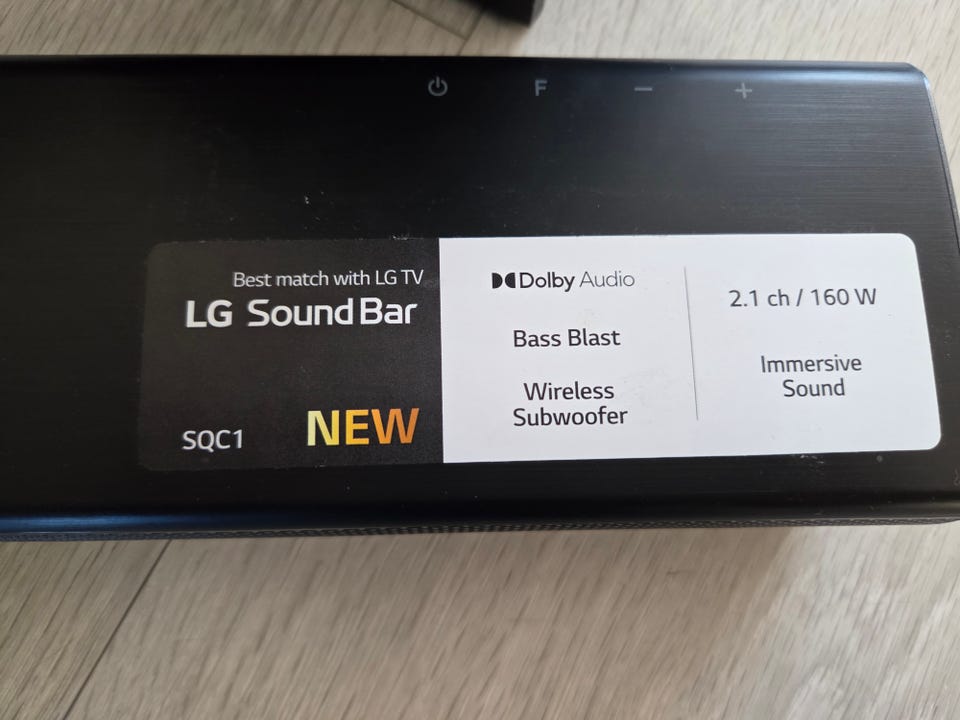 F − +
Best match with LG TV
LG Sound Bar
SQC1 NEW
Dolby Audio
Bass Blast
Wireless
Subwoofer
2.1 ch / 160 W
Immersive
Sound